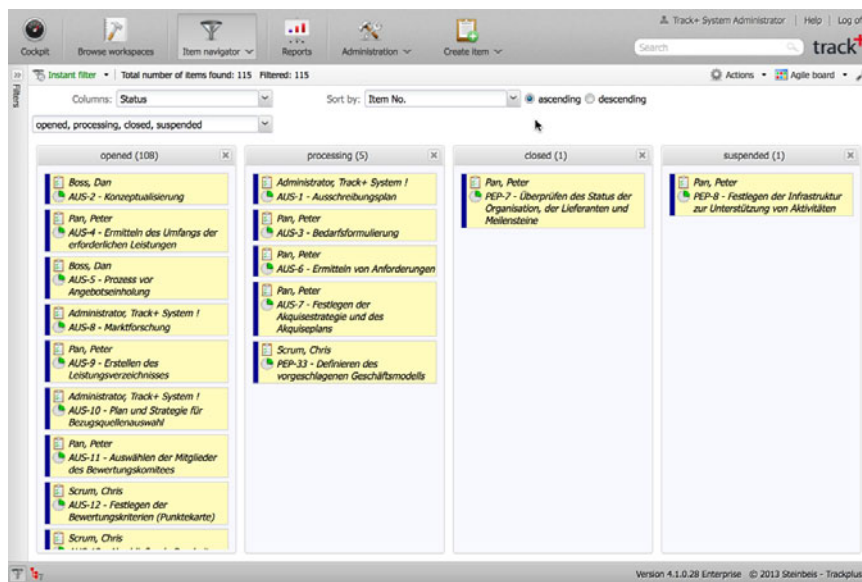 Track+ System Administrator | Help | Log of
Cockpit Browse workspaces Item navigator Reports Administration Create item Search track+
Filters
Instant filter Total number of items found: 115 Filtered: 115 Actions Agile board
Columns: Status Sort by: Item No. ascending descending
opened, processing, closed, suspended
opened (108)
Boss, Dan
AUS-2 - Konzeptualisierung
Pan, Peter
AUS-4 - Ermitteln des Umfangs der
erforderlichen Leistungen
Boss, Dan
AUS-5 - Prozess vor
Angebotseinholung
Administrator, Track+ System !
AUS-8 - Marktforschung
Pan, Peter
AUS-9 - Erstellen des
Leistungsverzeichnisses
Administrator, Track+ System !
AUS-10 - Plan und Strategie für
Bezugsquellenauswahl
Pan, Peter
AUS-11 - Auswählen der Mitglieder
des Bewertungskomitees
Scrum, Chris
AUS-12 - Festlegen der
Bewertungskriterien (Punktekarte)
Scrum, Chris
processing (5)
Administrator, Track+ System !
AUS-1 - Ausschreibungsplan
Pan, Peter
AUS-3 - Bedarfsformulierung
Pan, Peter
AUS-6 - Ermitteln von Anforderungen
Pan, Peter
AUS-7 - Festlegen der
Akquisestrategie und des
Akquiseplans
Scrum, Chris
PEP-33 - Definieren des
vorgeschlagenen Geschäftsmodells
closed (1)
Pan, Peter
PEP-7 - Überprüfen des Status der
Organisation, der Lieferanten und
Meilensteine
suspended (1)
Pan, Peter
PEP-8 - Festlegen der Infrastruktur
zur Unterstützung von Aktivitäten
Version 4.1.0.28 Enterprise © 2013 Steinbeis - Trackplus